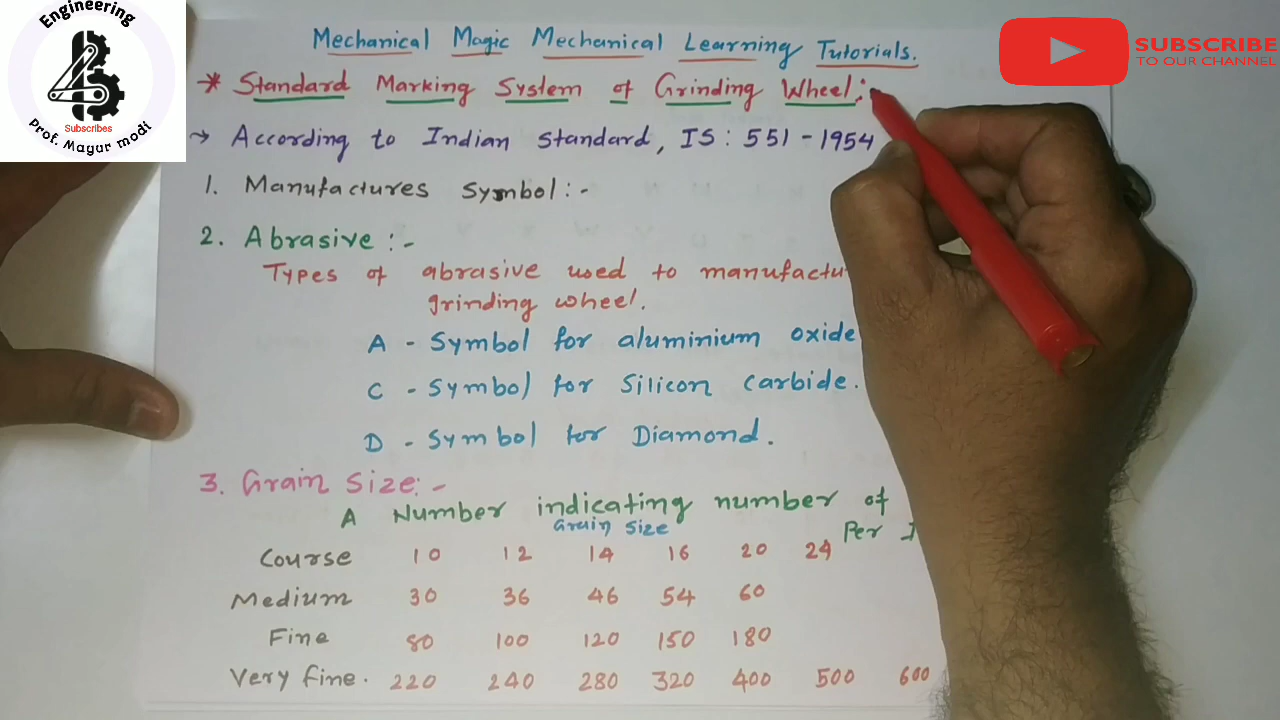 Engineering
Subscribes
Prof. Mayur modi
SUBSCRIBE
TO OUR CHANNEL
Mechanical Magic Mechanical Learning Tutorials.
* Standard Marking System of Grinding Wheel:
→ According to Indian Standard, IS: 551-1954
1. Manufactures Symbol:-
2. Abrasive:-
Types of abrasive used to
grinding wheel.
A - Symbol for aluminium oxide
C - Symbol for Silicon Carbide.
D - Symbol for Diamond.
3. Grain Size:-
A Number indicating number of
Per
Grain Size
Course 10 12 14 16 20 24
Medium 30 36 46 54 60
Fine 80 100 120 150 180
Very fine. 220 240 280 320 400 500 600